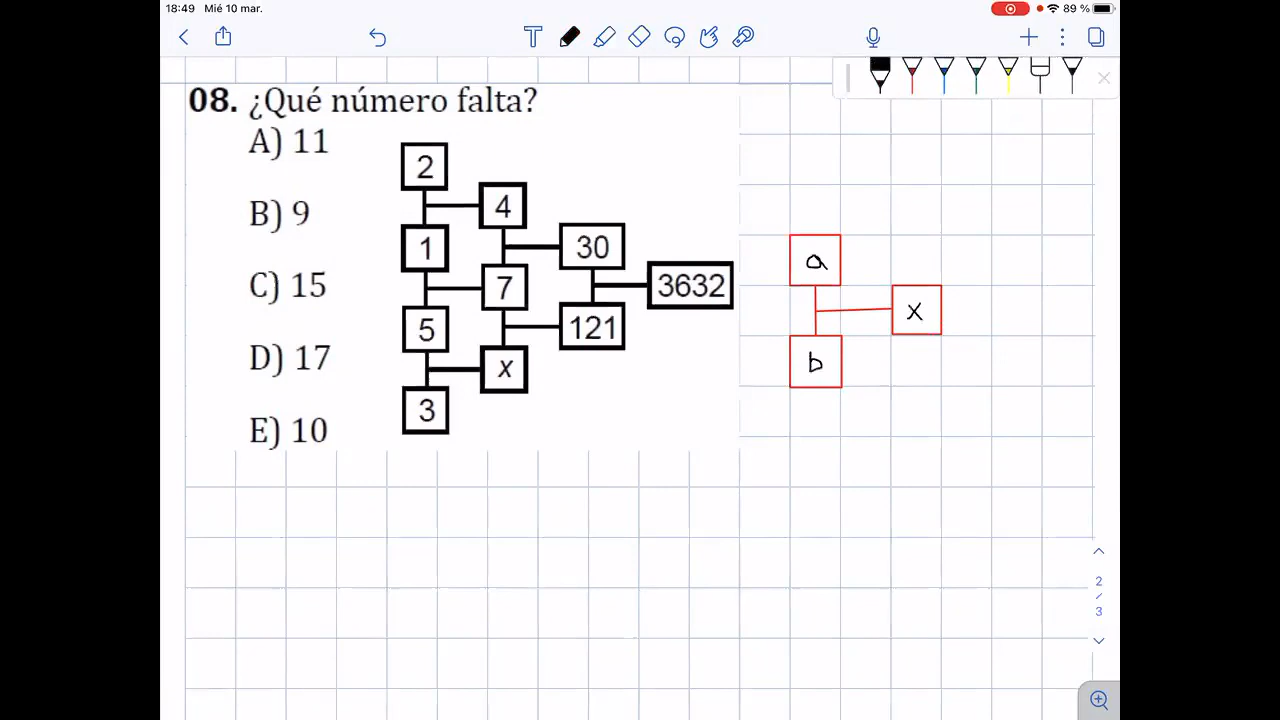 18:49 Mié 10 mar.
89 %
T
08. ¿Qué número falta?
A) 11
B) 9
C) 15
D) 17
E) 10
2
4
1
30
7
3632
5
121
x
3
a
x
b
2
/
3